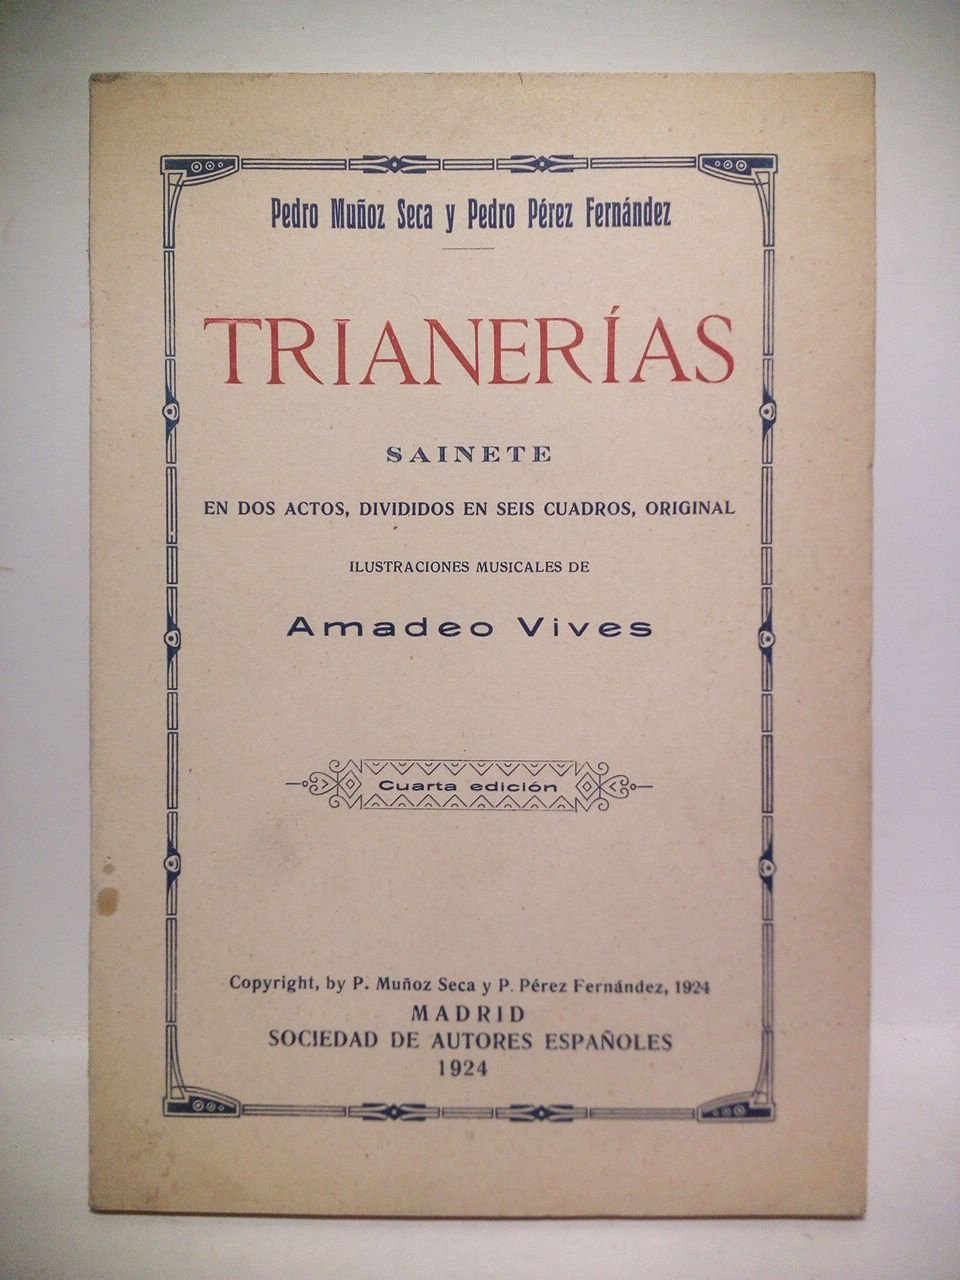 Pedro Muñoz Seca y Pedro Pérez Fernández
TRIANERÍAS
SAINETE
EN DOS ACTOS, DIVIDIDOS EN SEIS CUADROS, ORIGINAL
ILUSTRACIONES MUSICALES DE
Amadeo Vives
Cuarta edición
Copyright, by P. Muñoz Seca y P. Pérez Fernández, 1924
MADRID
SOCIEDAD DE AUTORES ESPAÑOLES
1924